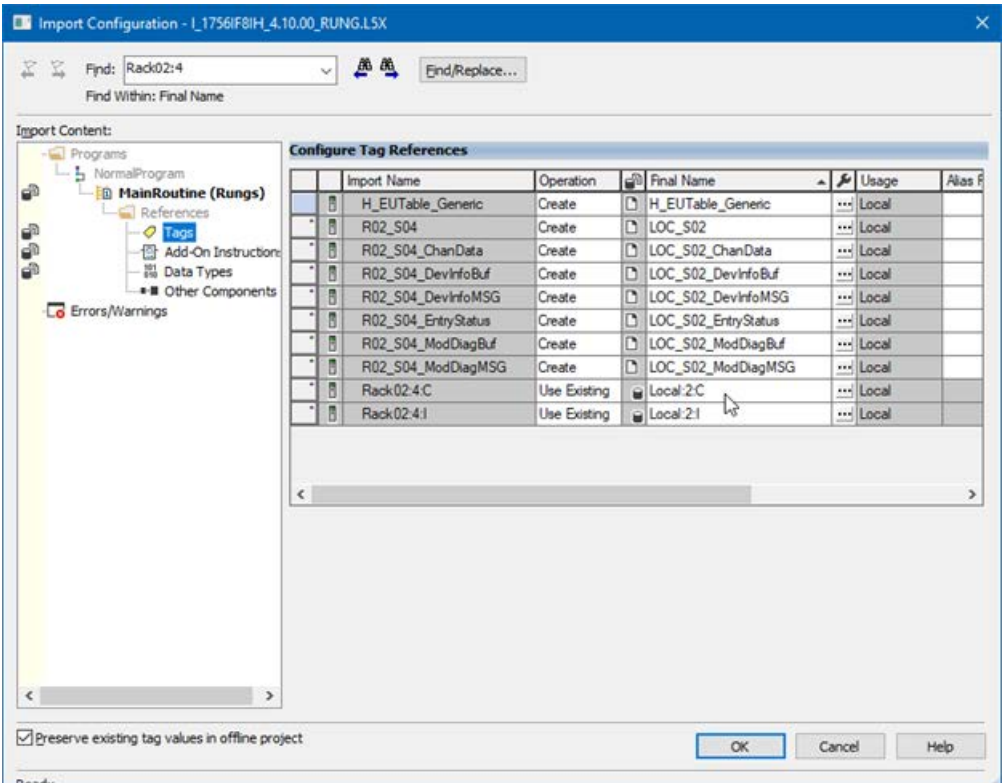 Import Configuration - I_1756IF8IH_4.10.00_RUNG.L5X
Find: Rack02:4
Find/Replace...
Find Within: Final Name
Import Content:
Programs
NormalProgram
MainRoutine (Rungs)
References
Tags
Add-On Instructions
Data Types
Other Components
Errors/Warnings
Configure Tag References
Import Name Operation Final Name Usage Alias F
H_EUTable_Generic Create H_EUTable_Generic ... Local
R02_S04 Create LOC_S02 ... Local
R02_S04_ChanData Create LOC_S02_ChanData ... Local
R02_S04_DevInfoBuf Create LOC_S02_DevInfoBuf ... Local
R02_S04_DevInfoMSG Create LOC_S02_DevInfoMSG ... Local
R02_S04_EntryStatus Create LOC_S02_EntryStatus ... Local
R02_S04_ModDiagBuf Create LOC_S02_ModDiagBuf ... Local
R02_S04_ModDiagMSG Create LOC_S02_ModDiagMSG ... Local
Rack02:4:C Use Existing Local:2:C ... Local
Rack02:4:I Use Existing Local:2:I ... Local
Preserve existing tag values in offline project
OK Cancel Help
Ready